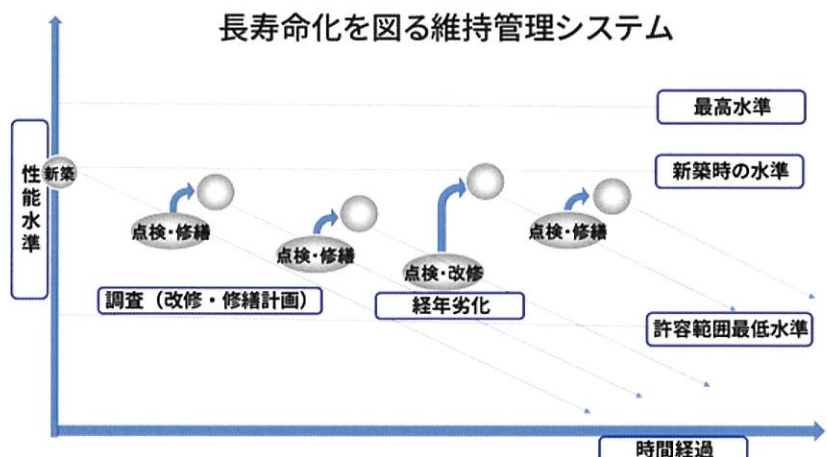 長寿命化を図る維持管理システム
最高水準
性能水準
新築
新築時の水準
点検・修繕
点検・修繕
点検・改修
点検・修繕
調査（改修・修繕計画）
経年劣化
許容範囲最低水準
時間経過